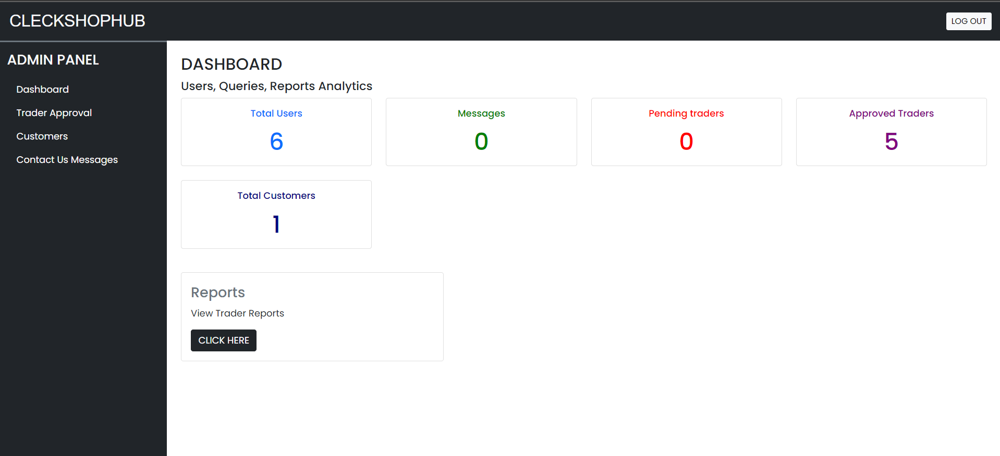 CLECKSHOPHUB
LOG OUT
ADMIN PANEL
Dashboard
Trader Approval
Customers
Contact Us Messages
DASHBOARD
Users, Queries, Reports Analytics
Total Users
6
Messages
0
Pending traders
0
Approved Traders
5
Total Customers
1
Reports
View Trader Reports
CLICK HERE